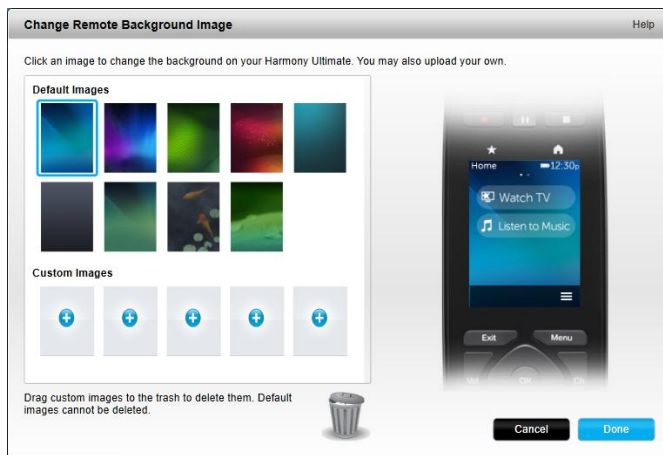 Change Remote Background Image
Help
Click an image to change the background on your Harmony Ultimate. You may also upload your own.
Default Images
Home 12:30p
Watch TV
Listen to Music
Custom Images
Exit
Menu
OK
Drag custom images to the trash to delete them. Default
images cannot be deleted.
Cancel
Done